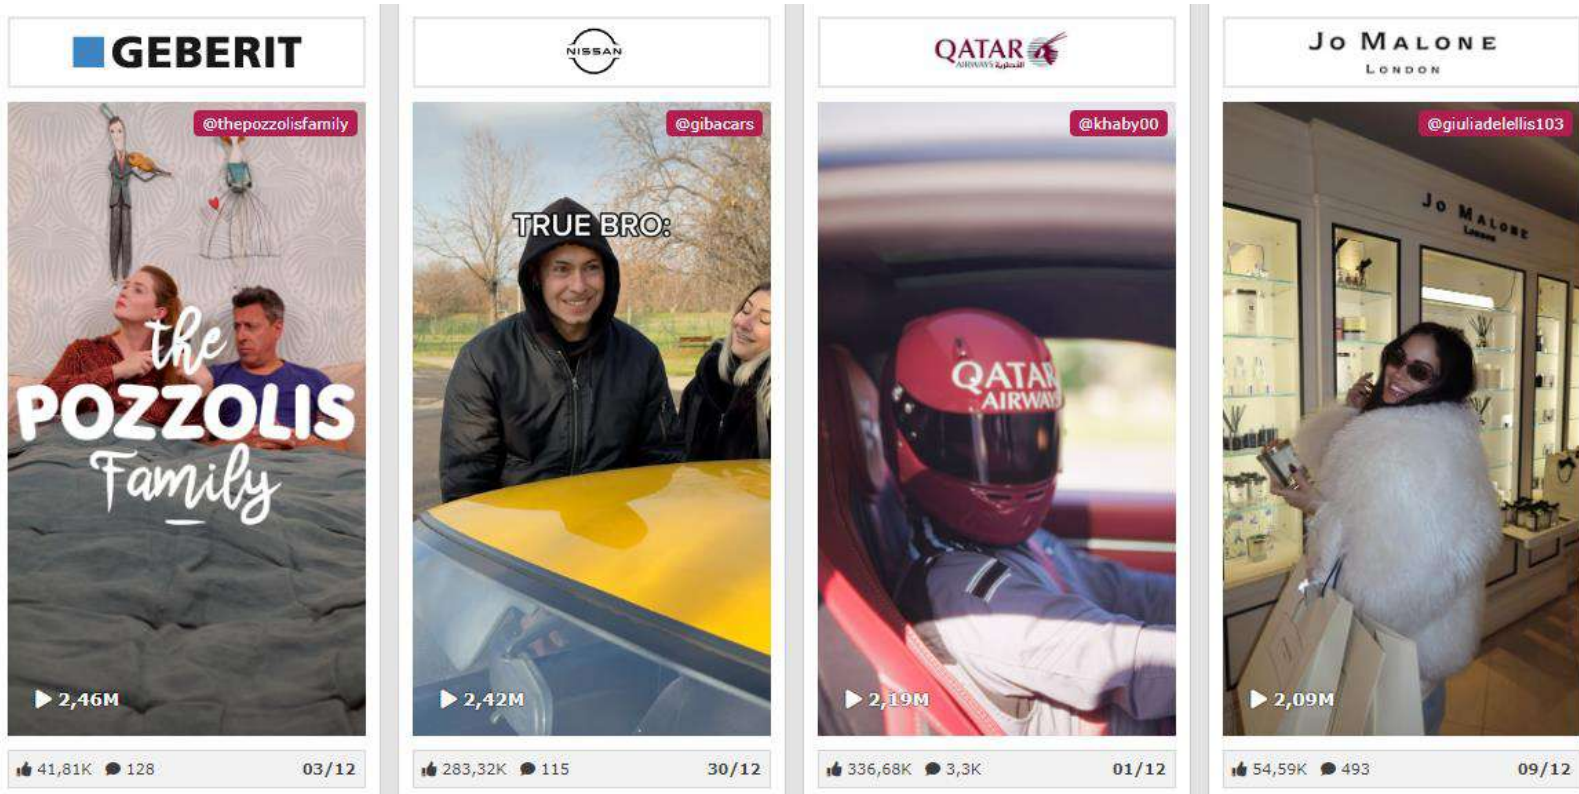 GEBERIT
@thepozzolisfamily
the
POZZOLIS
Family
2,46M
41,81K 128 03/12
NISSAN
@gibacars
TRUE BRO:
2,42M
283,32K 115 30/12
QATAR
AIRWAYS القطرية
@khaby00
QATAR
AIRWAYS
2,19M
336,68K 3,3K 01/12
JO MALONE
LONDON
@giuliadelellis103
Jo MALONE
London
2,09M
54,59K 493 09/12